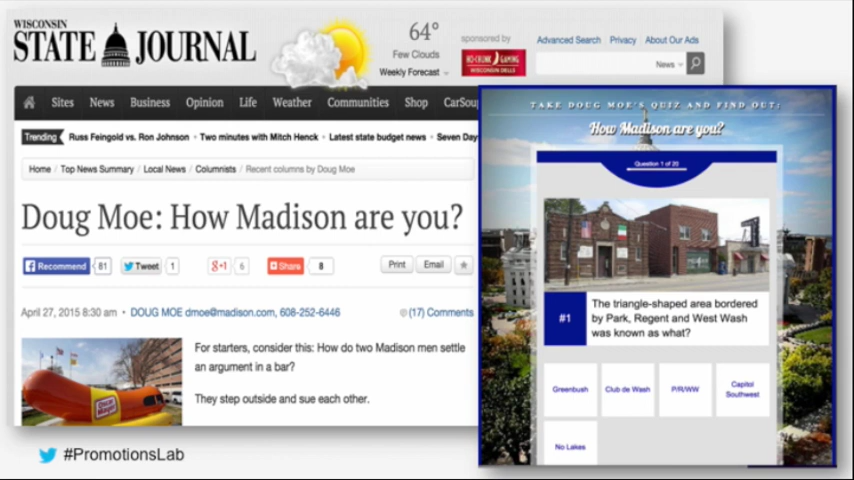 WISCONSIN
STATE JOURNAL
64°
Few Clouds
Weekly Forecast
sponsored by
HO-CHUNK GAMING
WISCONSIN DELLS
Advanced Search Privacy About Our Ads
News
Sites News Business Opinion Life Weather Communities Shop CarSou
Trending Russ Feingold vs. Ron Johnson • Two minutes with Mitch Henck • Latest state budget news • Seven Day
Home / Top News Summary / Local News / Columnists / Recent columns by Doug Moe
Doug Moe: How Madison are you?
Recommend 81 Tweet 1 g+1 6 Share 8 Print Email
April 27, 2015 8:30 am • DOUG MOE dmoe@madison.com, 608-252-6446 (17) Comments
Oscar Mayer
For starters, consider this: How do two Madison men settle
an argument in a bar?
They step outside and sue each other.
TAKE DOUG MOE'S QUIZ AND FIND OUT:
How Madison are you?
Question 1 of 20
#1
The triangle-shaped area bordered
by Park, Regent and West Wash
was known as what?
Greenbush Club de Wash P/R/WW Capitol
Southwest
No Lakes
#PromotionsLab